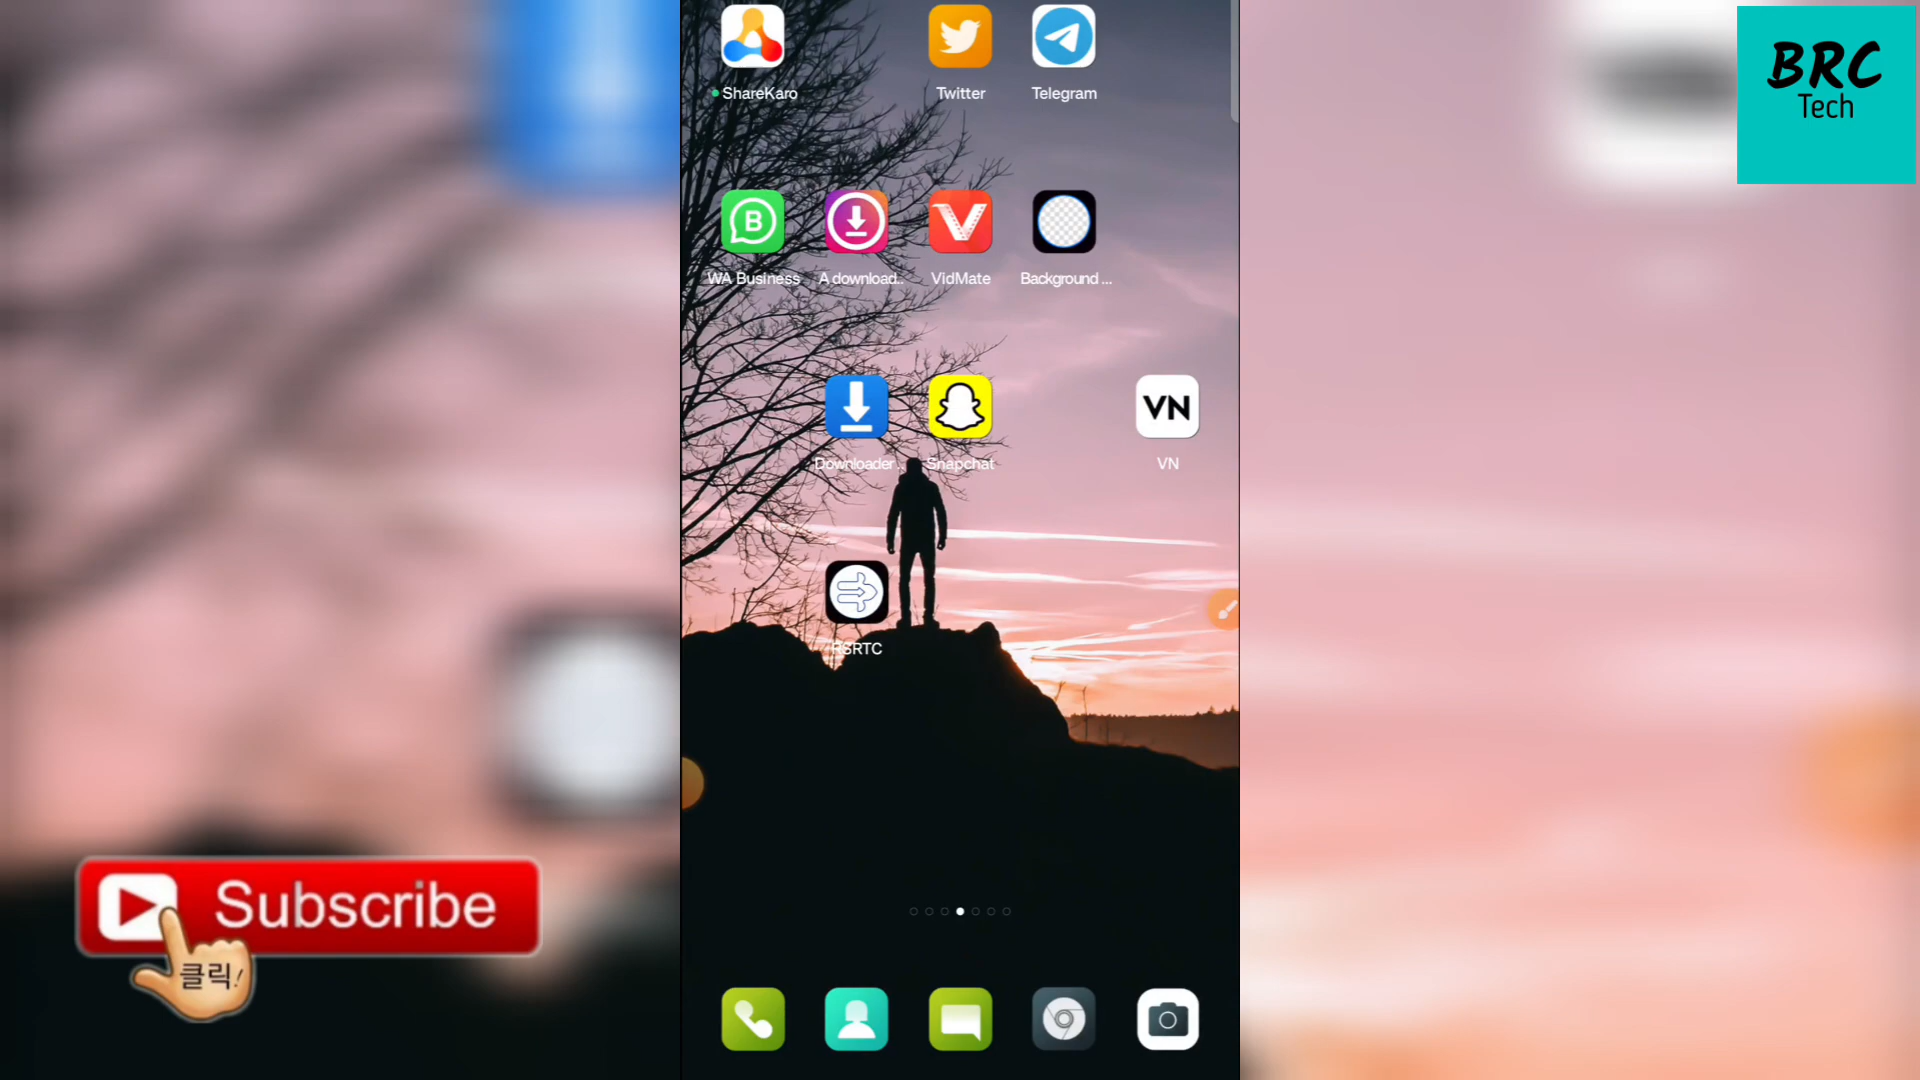 BRC
Tech
ShareKaro
Twitter
Telegram
B
WA Business
A download..
V
VidMate
Background ...
Downloader ..
Snapchat
VN
VN
RSRTC
Subscribe
클릭!